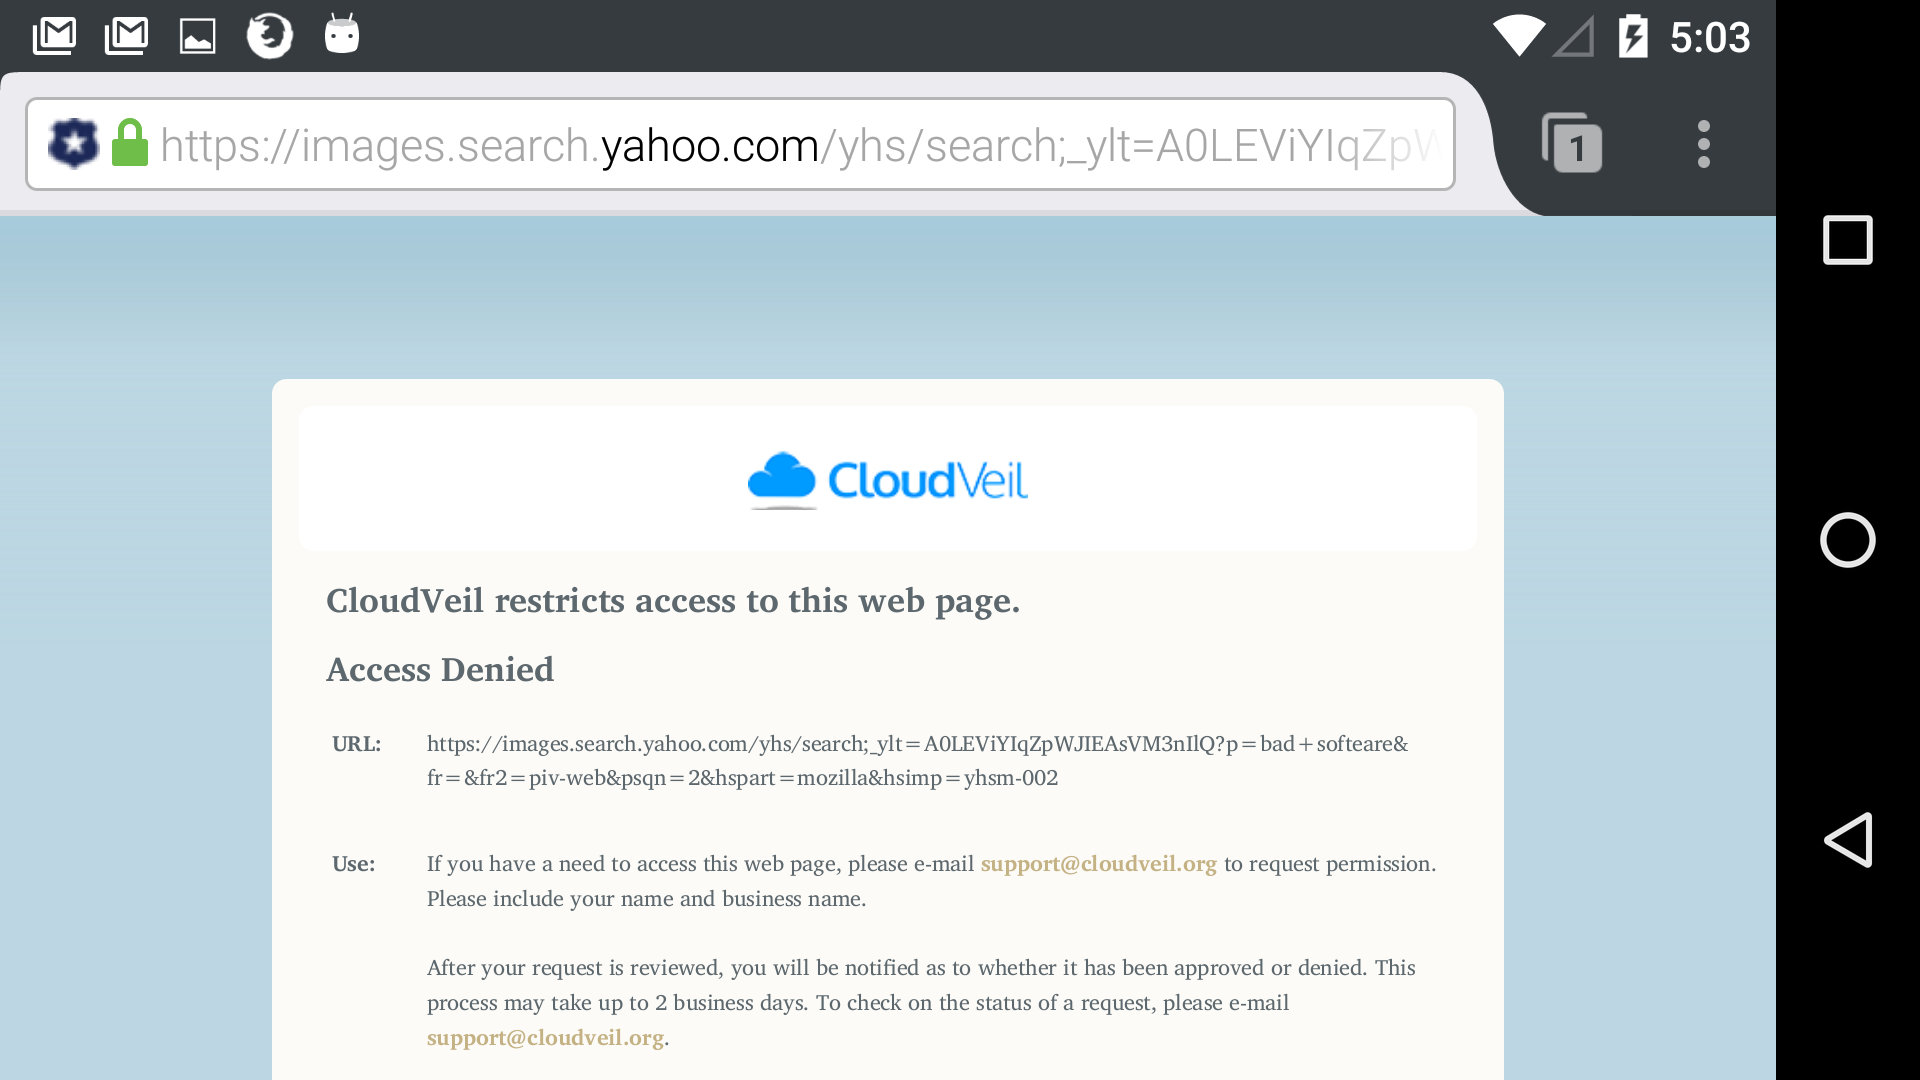 5:03
https://images.search.yahoo.com/yhs/search;_ylt=A0LEViYIqZpW
1
CloudVeil
CloudVeil restricts access to this web page.
Access Denied
URL: https://images.search.yahoo.com/yhs/search;_ylt=A0LEViYIqZpWJIEAsVM3nIlQ?p=bad+softeare&
fr=&fr2=piv-web&psqn=2&hspart=mozilla&hsimp=yhsm-002
Use: If you have a need to access this web page, please e-mail support@cloudveil.org to request permission.
Please include your name and business name.
After your request is reviewed, you will be notified as to whether it has been approved or denied. This
process may take up to 2 business days. To check on the status of a request, please e-mail
support@cloudveil.org.